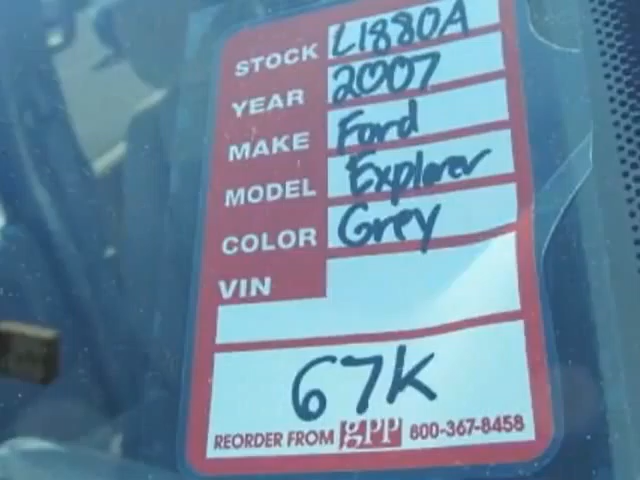 STOCK L1880A
YEAR 2007
MAKE Ford
MODEL Explorer
COLOR Grey
VIN
67K
REORDER FROM gpp 800-367-8458